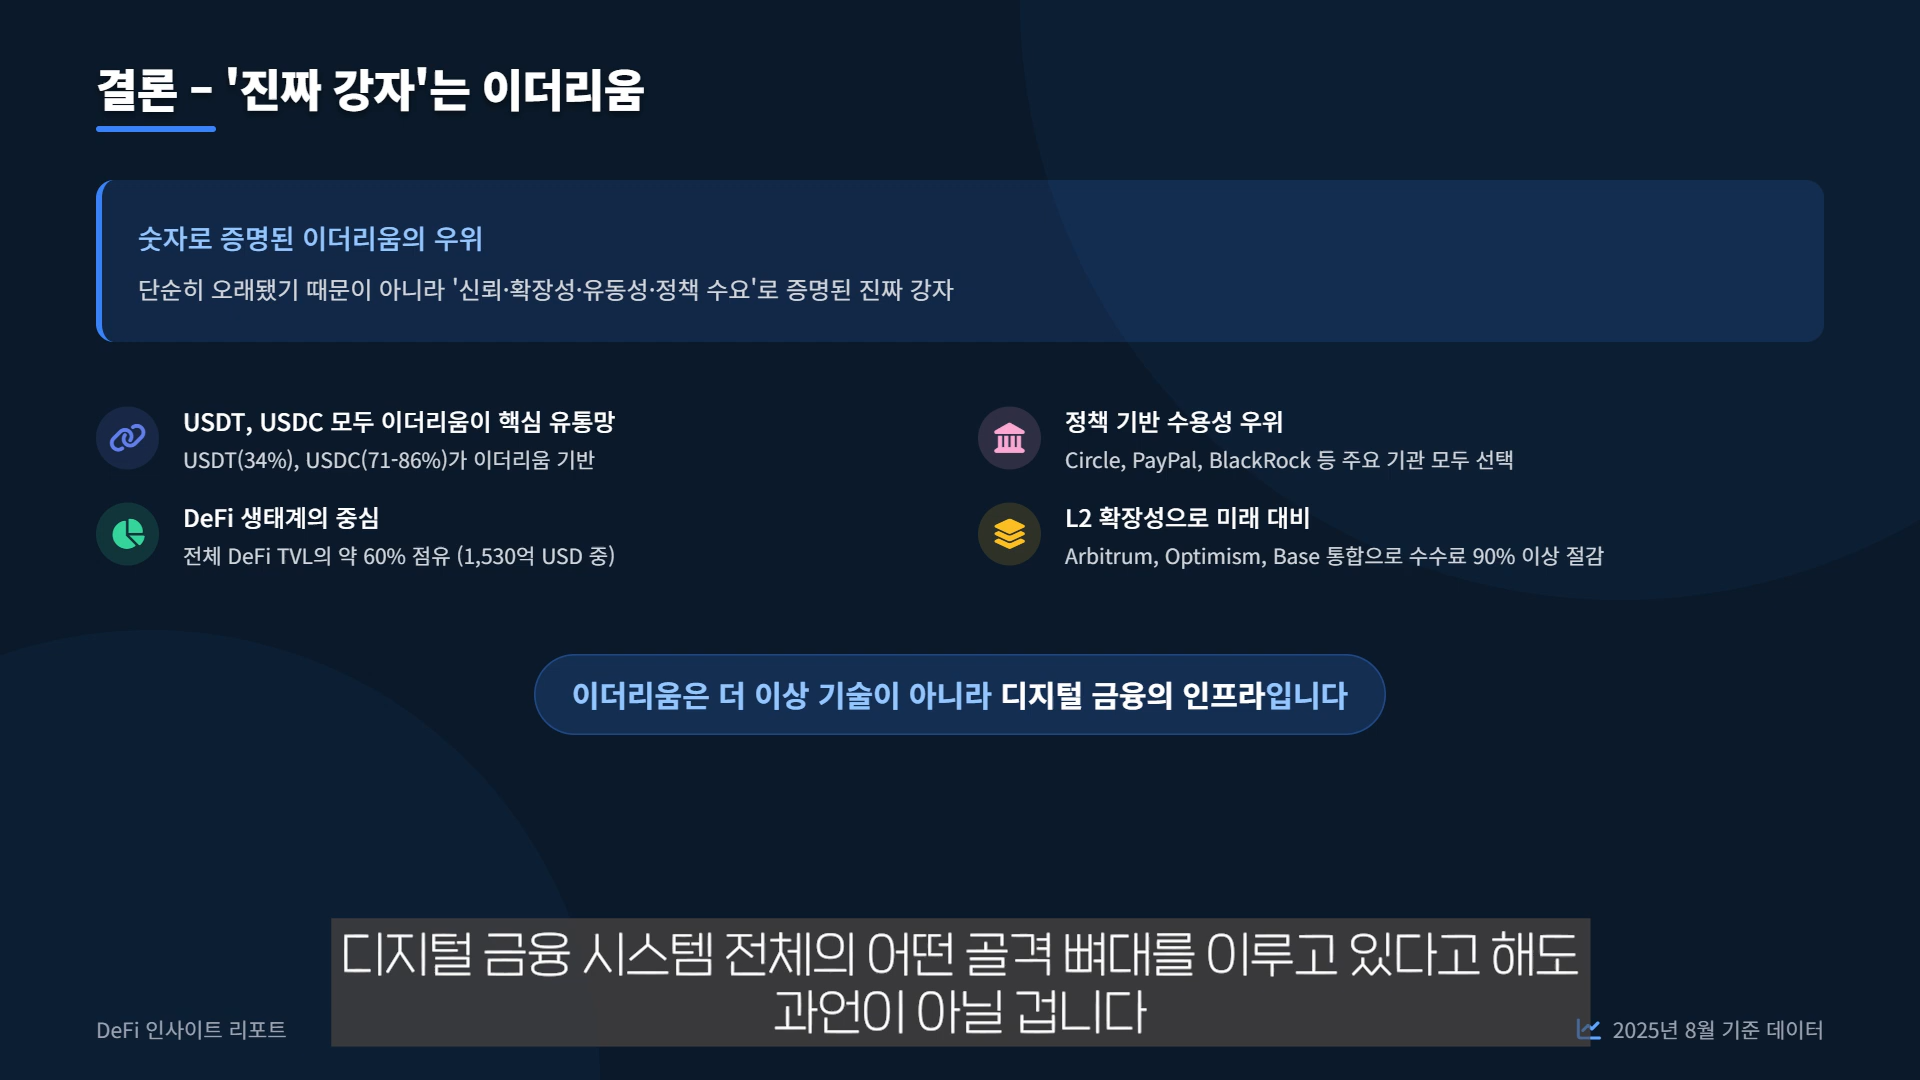 결론 - '진짜 강자'는 이더리움
숫자로 증명된 이더리움의 우위
단순히 오래됐기 때문이 아니라 '신뢰·확장성·유동성·정책 수요'로 증명된 진짜 강자
USDT, USDC 모두 이더리움이 핵심 유통망
USDT(34%), USDC(71-86%)가 이더리움 기반
정책 기반 수용성 우위
Circle, PayPal, BlackRock 등 주요 기관 모두 선택
DeFi 생태계의 중심
전체 DeFi TVL의 약 60% 점유 (1,530억 USD 중)
L2 확장성으로 미래 대비
Arbitrum, Optimism, Base 통합으로 수수료 90% 이상 절감
이더리움은 더 이상 기술이 아니라 디지털 금융의 인프라입니다
디지털 금융 시스템 전체의 어떤 골격 뼈대를 이루고 있다고 해도
과언이 아닐 겁니다
DeFi 인사이트 리포트
2025년 8월 기준 데이터